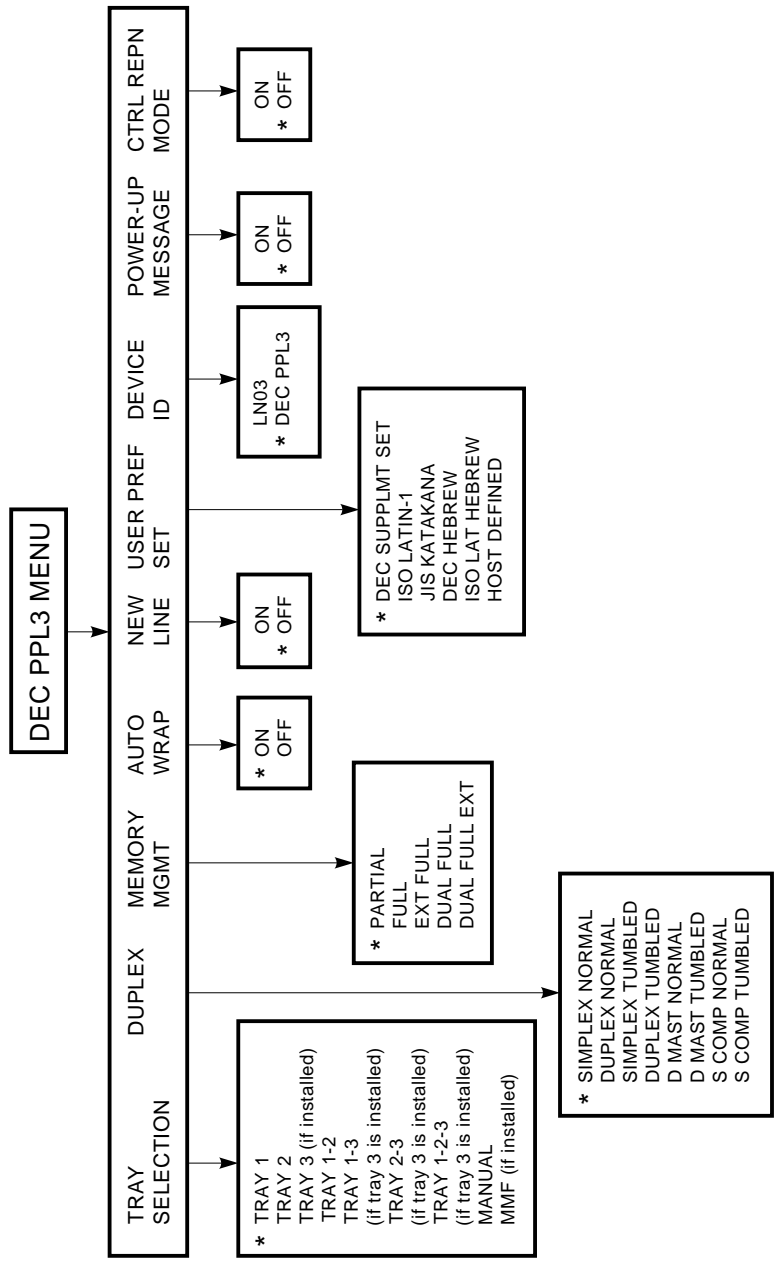 DEC PPL3 MENU
TRAY
SELECTION
DUPLEX
MEMORY
MGMT
AUTO
WRAP
NEW
LINE
USER PREF
SET
DEVICE
ID
POWER-UP
MESSAGE
CTRL REPN
MODE
* TRAY 1
TRAY 2
TRAY 3 (if installed)
TRAY 1-2
TRAY 1-3
(if tray 3 is installed)
TRAY 2-3
(if tray 3 is installed)
TRAY 1-2-3
(if tray 3 is installed)
MANUAL
MMF (if installed)
* SIMPLEX NORMAL
DUPLEX NORMAL
SIMPLEX TUMBLED
DUPLEX TUMBLED
D MAST NORMAL
D MAST TUMBLED
S COMP NORMAL
S COMP TUMBLED
* PARTIAL
FULL
EXT FULL
DUAL FULL
DUAL FULL EXT
* ON
OFF
ON
* OFF
* DEC SUPPLMT SET
ISO LATIN-1
JIS KATAKANA
DEC HEBREW
ISO LAT HEBREW
HOST DEFINED
LN03
* DEC PPL3
ON
* OFF
ON
* OFF